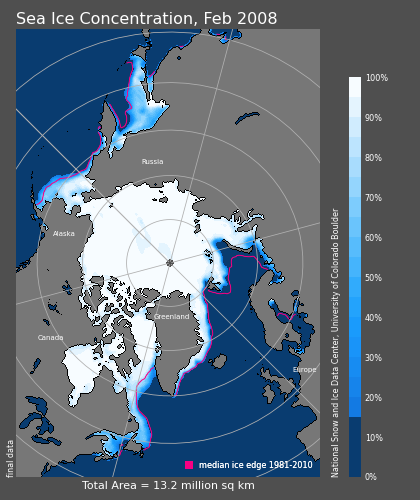 Sea Ice Concentration, Feb 2008
Russia
Alaska
Greenland
Canada
Europe
median ice edge 1981-2010
Total Area = 13.2 million sq km
final data
100%
90%
80%
70%
60%
50%
40%
30%
20%
10%
0%
National Snow and Ice Data Center, University of Colorado Boulder